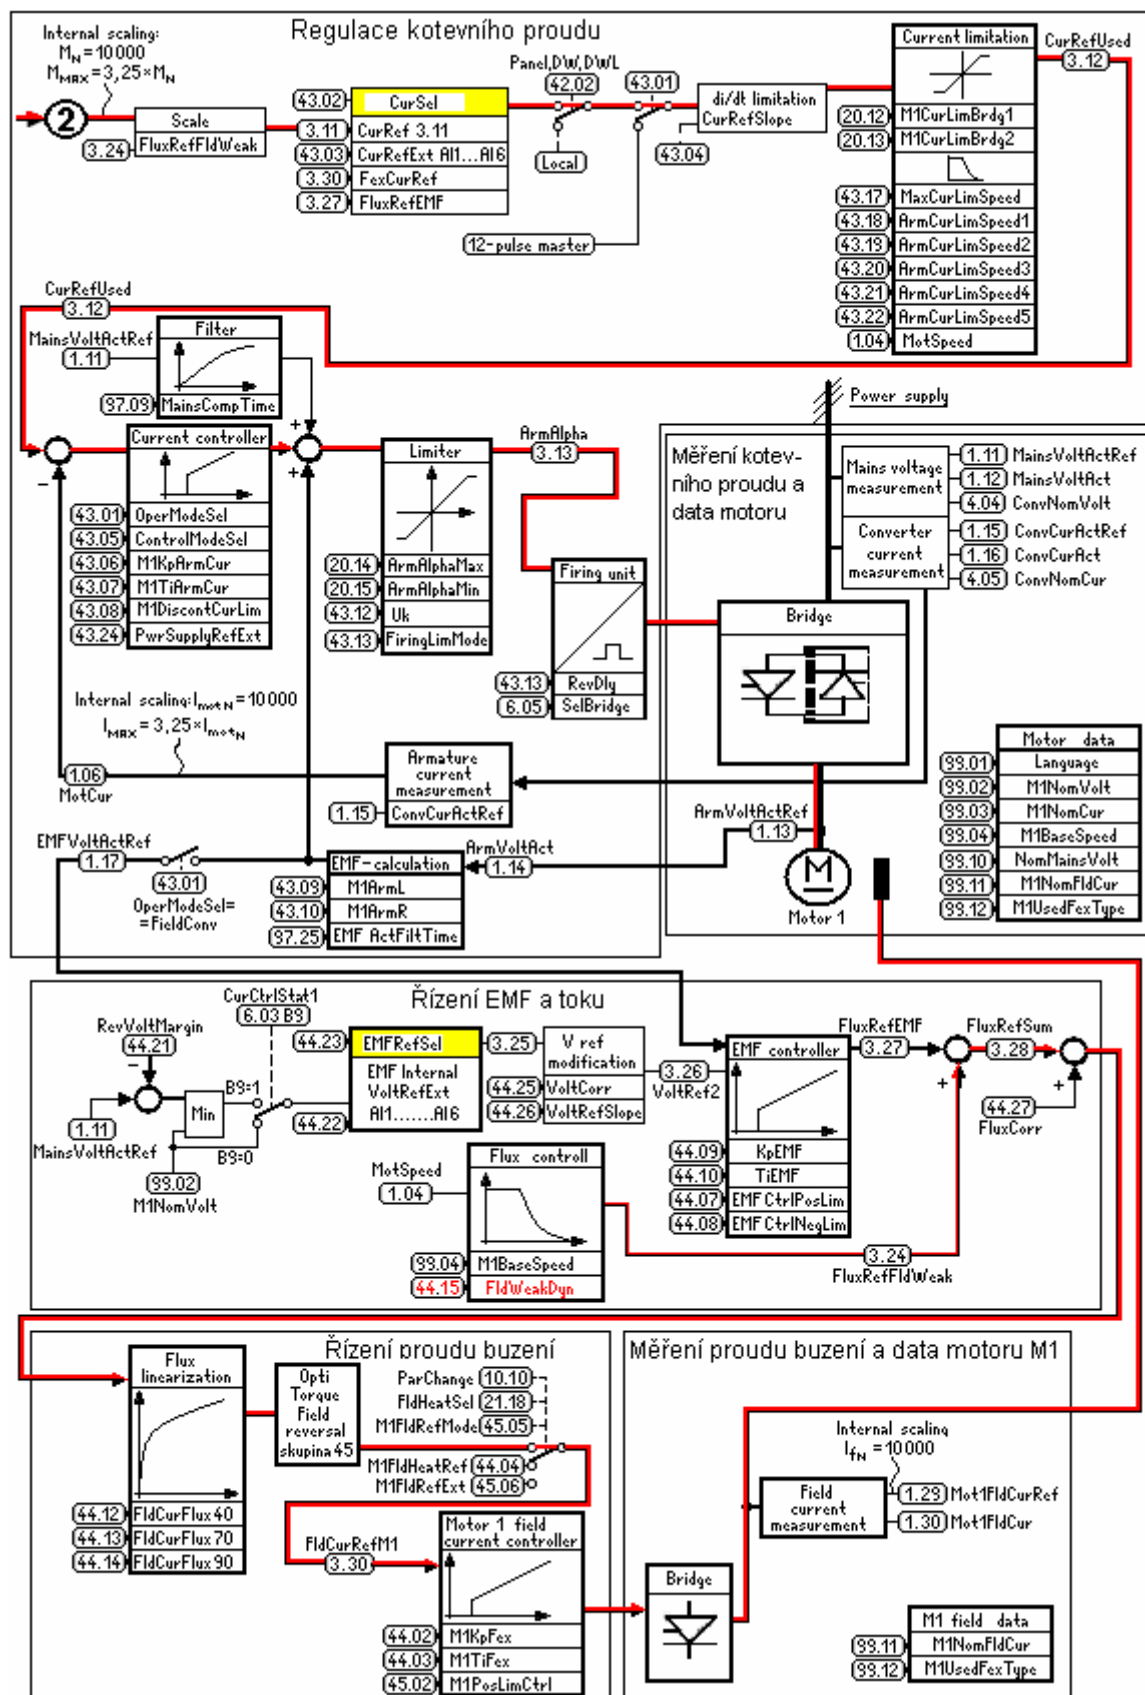 Regulace kotevního proudu
Internal scaling:
M_N = 10000
M_MAX = 3,25×M_N
2
Scale
3.24
FluxRefFldWeak
43.02
CurSel
3.11
CurRef 3.11
43.03
CurRefExt AI1...AI6
3.30
FexCurRef
3.27
FluxRefEMF
Panel,DW,DWL
42.02
Local
43.01
12-pulse master
di/dt limitation
CurRefSlope
43.04
Current limitation
20.12
M1CurLimBrdg1
20.13
M1CurLimBrdg2
43.17
MaxCurLimSpeed
43.18
ArmCurLimSpeed1
43.19
ArmCurLimSpeed2
43.20
ArmCurLimSpeed3
43.21
ArmCurLimSpeed4
43.22
ArmCurLimSpeed5
1.04
MotSpeed
CurRefUsed
3.12
CurRefUsed
3.12
MainsVoltActRef
1.11
Filter
97.09
MainsCompTime
+
+
−
Current controller
43.01
OperModeSel
43.05
ControlModeSel
43.06
M1KpArmCur
43.07
M1TiArmCur
43.08
M1DiscontCurLim
43.24
PwrSupplyRefExt
Limiter
20.14
ArmAlphaMax
20.15
ArmAlphaMin
43.12
Uk
43.13
FiringLimMode
ArmAlpha
3.13
Firing unit
43.13
RevDly
6.05
SelBridge
Power supply
Měření kotev-
ního proudu a
data motoru
Mains voltage
measurement
1.11
MainsVoltActRef
1.12
MainsVoltAct
4.04
ConvNomVolt
Converter
current
measurement
1.15
ConvCurActRef
1.16
ConvCurAct
4.05
ConvNomCur
Bridge
Internal scaling: I_motN = 10000
I_MAX = 3,25×I_motN
1.06
MotCur
Armature
current
measurement
1.15
ConvCurActRef
Motor data
99.01
Language
99.02
M1NomVolt
99.03
M1NomCur
99.04
M1BaseSpeed
99.10
NomMainsVolt
99.11
M1NomFldCur
99.12
M1UsedFexType
ArmVoltActRef
1.13
M
Motor 1
EMFVoltActRef
1.17
43.01
OperModeSel=
=FieldConv
ArmVoltAct
1.14
EMF-calculation
43.09
M1ArmL
43.10
M1ArmR
97.25
EMF ActFiltTime
Řízení EMF a toku
CurCtrlStat1
6.03 B9
RevVoltMargin
44.21
−
1.11
MainsVoltActRef
Min
B9=1
B9=0
99.02
M1NomVolt
44.23
EMFRefSel
EMF Internal
VoltRefExt
AI1.......AI6
44.22
3.25
V ref
modification
44.25
VoltCorr
44.26
VoltRefSlope
3.26
VoltRef2
EMF controller
44.09
KpEMF
44.10
TiEMF
44.07
EMFCtrlPosLim
44.08
EMFCtrlNegLim
FluxRefEMF
3.27
+
FluxRefSum
3.28
+
44.27
FluxCorr
MotSpeed
1.04
Flux controll
99.04
M1BaseSpeed
44.15
FldWeakDyn
3.24
FluxRefFldWeak
Řízení proudu buzení
Flux
linearization
44.12
FldCurFlux40
44.13
FldCurFlux70
44.14
FldCurFlux90
Opti
Torque
Field
reversal
skupina 45
ParChange
10.10
FldHeatSel
21.18
M1FldRefMode
45.05
M1FldHeatRef
44.04
M1FldRefExt
45.06
FldCurRefM1
3.30
Motor 1 field
current controller
44.02
M1KpFex
44.03
M1TiFex
45.02
M1PosLimCtrl
Měření proudu buzení a data motoru M1
Internal scaling
I_fN = 10000
Field
current
measurement
1.29
Mot1FldCurRef
1.30
Mot1FldCur
Bridge
M1 field data
99.11
M1NomFldCur
99.12
M1UsedFexType